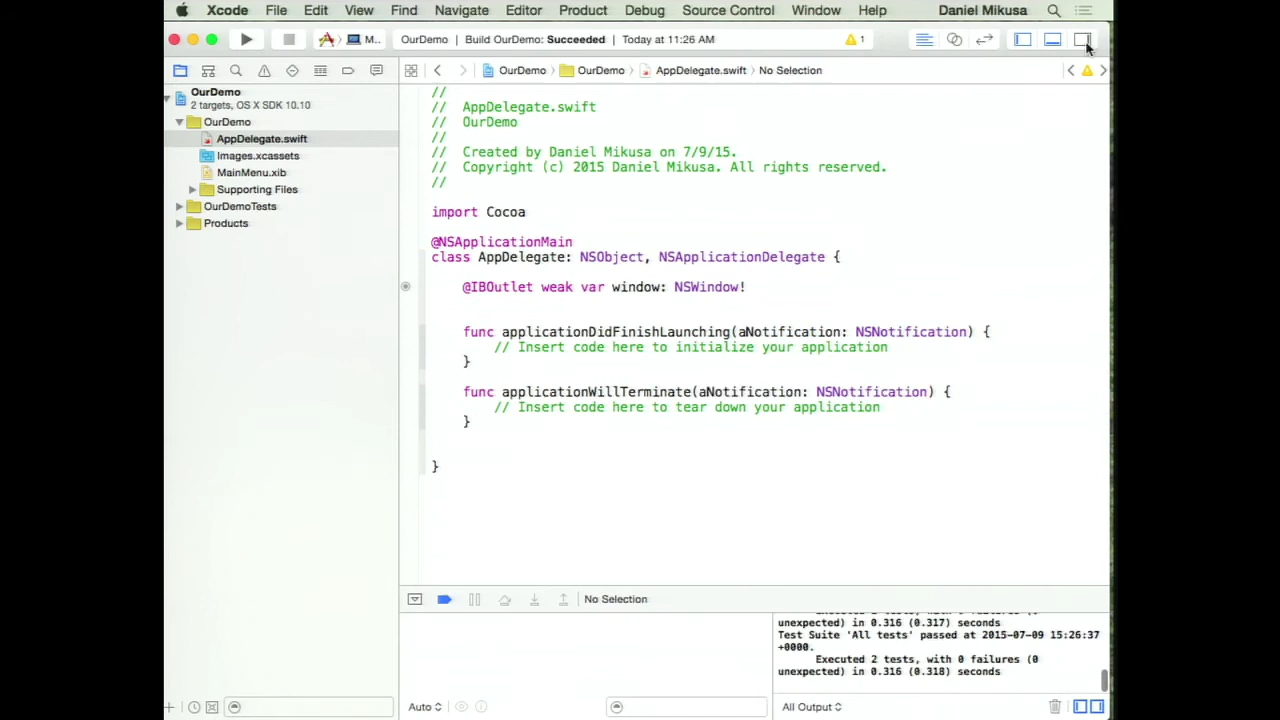 Xcode File Edit View Find Navigate Editor Product Debug Source Control Window Help Daniel Mikusa
M.. OurDemo | Build OurDemo: Succeeded | Today at 11:26 AM 1
OurDemo OurDemo AppDelegate.swift No Selection
OurDemo
2 targets, OS X SDK 10.10
OurDemo
AppDelegate.swift
Images.xcassets
MainMenu.xib
Supporting Files
OurDemoTests
Products
//
// AppDelegate.swift
// OurDemo
//
// Created by Daniel Mikusa on 7/9/15.
// Copyright (c) 2015 Daniel Mikusa. All rights reserved.
//
import Cocoa
@NSApplicationMain
class AppDelegate: NSObject, NSApplicationDelegate {
@IBOutlet weak var window: NSWindow!
func applicationDidFinishLaunching(aNotification: NSNotification) {
// Insert code here to initialize your application
}
func applicationWillTerminate(aNotification: NSNotification) {
// Insert code here to tear down your application
}
}
No Selection
unexpected) in 0.316 (0.317) seconds
Test Suite 'All tests' passed at 2015-07-09 15:26:37
+0000.
Executed 2 tests, with 0 failures (0
unexpected) in 0.316 (0.318) seconds
Auto
All Output